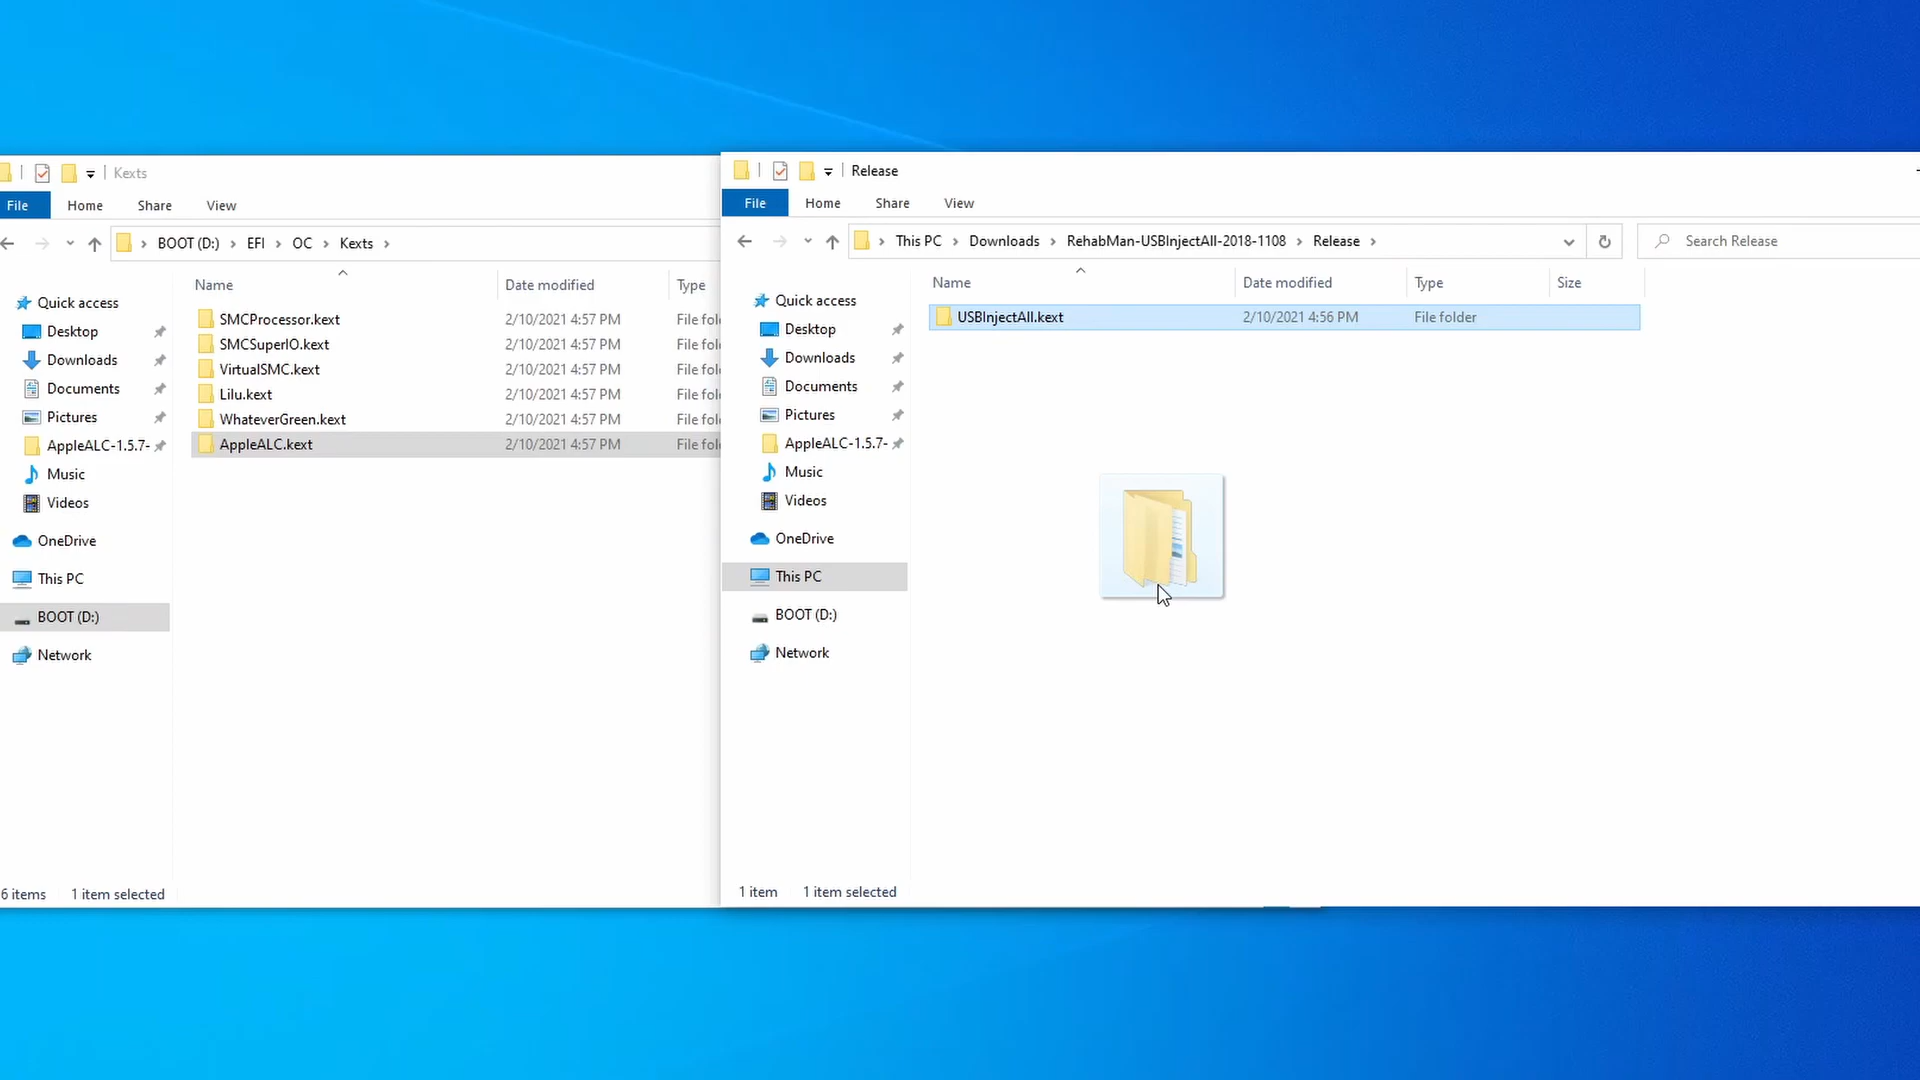 Kexts
File Home Share View
BOOT (D:) EFI OC Kexts
Name Date modified Type
Quick access
Desktop
Downloads
Documents
Pictures
AppleALC-1.5.7-
Music
Videos
OneDrive
This PC
BOOT (D:)
Network
SMCProcessor.kext 2/10/2021 4:57 PM File fol
SMCSuperIO.kext 2/10/2021 4:57 PM File fol
VirtualSMC.kext 2/10/2021 4:57 PM File fol
Lilu.kext 2/10/2021 4:57 PM File fol
WhateverGreen.kext 2/10/2021 4:57 PM File fol
AppleALC.kext 2/10/2021 4:57 PM File fol
6 items 1 item selected
Release
File Home Share View
This PC Downloads RehabMan-USBInjectAll-2018-1108 Release
Search Release
Name Date modified Type Size
Quick access
Desktop
Downloads
Documents
Pictures
AppleALC-1.5.7-
Music
Videos
OneDrive
This PC
BOOT (D:)
Network
USBInjectAll.kext 2/10/2021 4:56 PM File folder
1 item 1 item selected